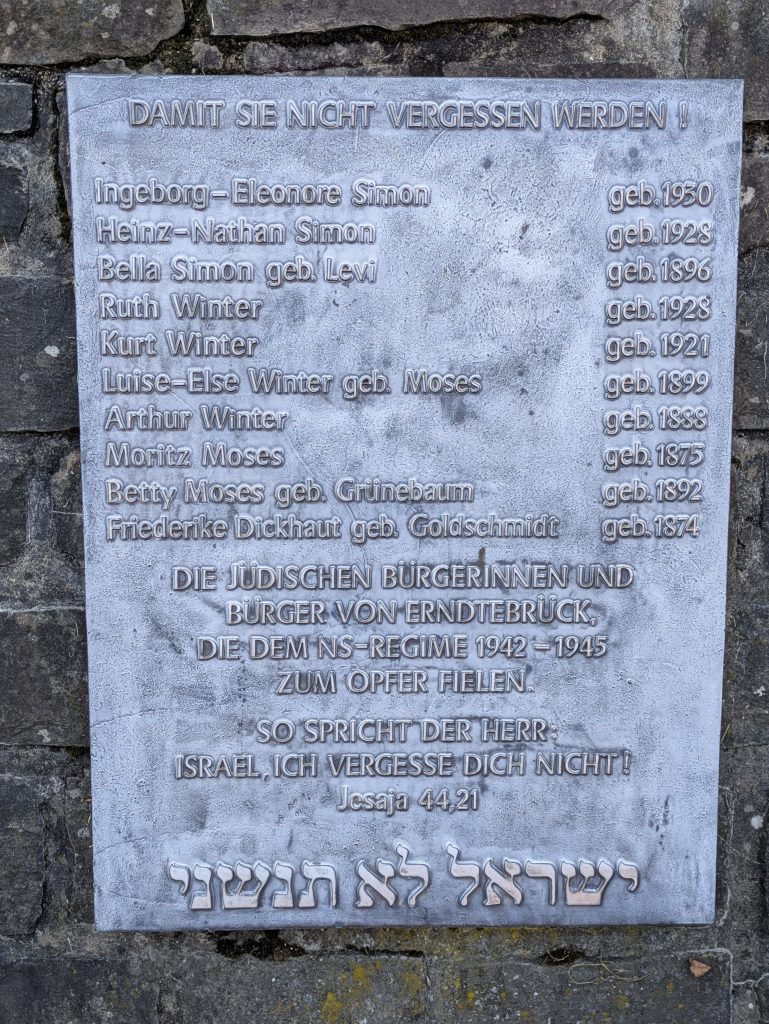 DAMIT SIE NICHT VERGESSEN WERDEN !
Ingeborg-Eleonore Simon geb. 1930
Heinz-Nathan Simon geb. 1928
Bella Simon geb. Levi geb. 1896
Ruth Winter geb. 1928
Kurt Winter geb. 1921
Luise-Else Winter geb. Moses geb. 1899
Arthur Winter geb. 1888
Moritz Moses geb. 1875
Betty Moses geb. Grünebaum geb. 1892
Friederike Dickhaut geb. Goldschmidt geb. 1874
DIE JÜDISCHEN BÜRGERINNEN UND
BÜRGER VON ERNDTEBRÜCK,
DIE DEM NS-REGIME 1942 - 1945
ZUM OPFER FIELEN.
SO SPRICHT DER HERR:
ISRAEL, ICH VERGESSE DICH NICHT!
Jesaja 44,21
ישראל לא תנשני